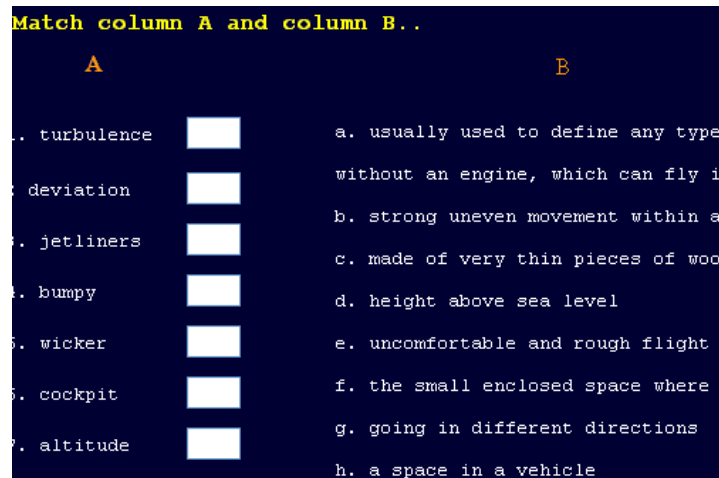 Match column A and column B..
A
B
. turbulence
deviation
. jetliners
. bumpy
. wicker
. cockpit
. altitude
a. usually used to define any type
without an engine, which can fly
b. strong uneven movement within a
c. made of very thin pieces of
d. height above sea level
e. uncomfortable and rough flight
f. the small enclosed space where
g. going in different directions
h. a space in a vehicle